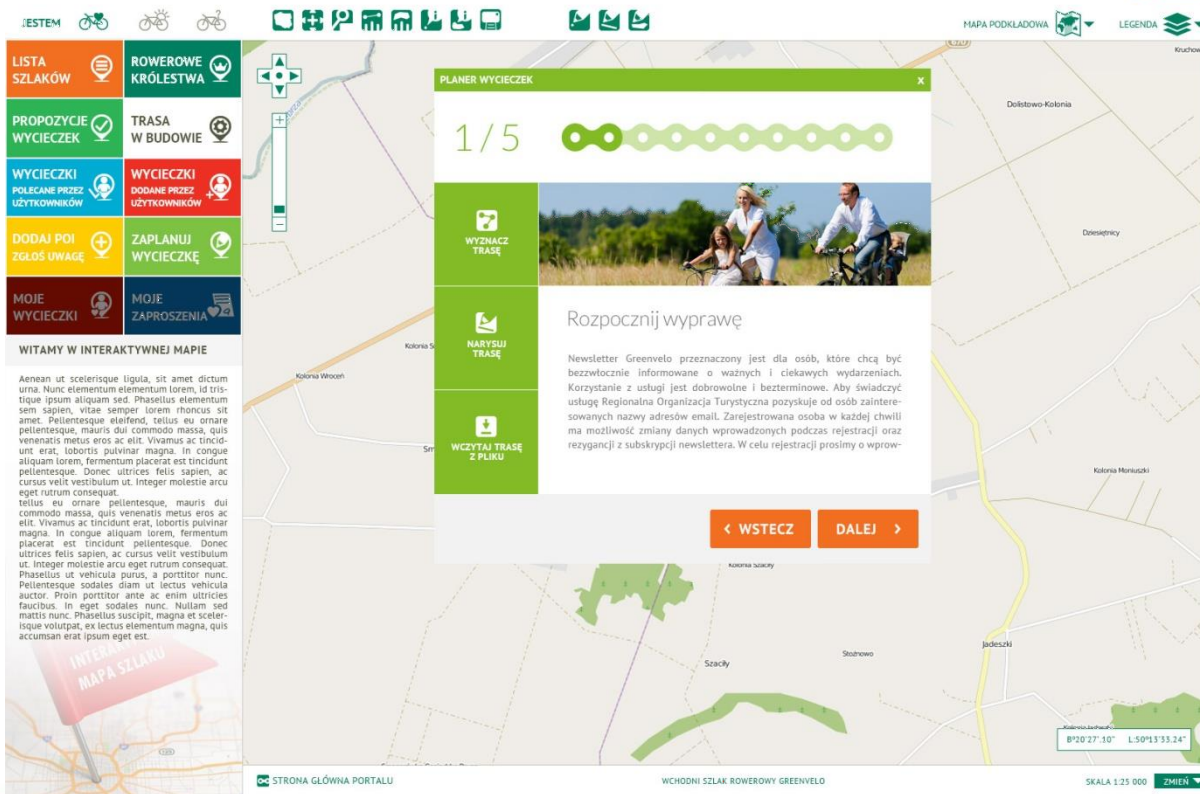 JESTEM
MAPA PODKŁADOWA
LEGENDA
LISTA
SZLAKÓW
ROWEROWE
KRÓLESTWA
PROPOZYCJE
WYCIECZEK
TRASA
W BUDOWIE
WYCIECZKI
POLECANE PRZEZ
UŻYTKOWNIKÓW
WYCIECZKI
DODANE PRZEZ
UŻYTKOWNIKÓW
DODAJ POI
ZGŁOŚ UWAGĘ
ZAPLANUJ
WYCIECZKĘ
MOJE
WYCIECZKI
MOJE
ZAPROSZENIA
WITAMY W INTERAKTYWNEJ MAPIE
Aenean ut scelerisque ligula, sit amet dictum
urna. Nunc elementum elementum lorem, id tris-
tique ipsum aliquam sed. Phasellus elementum
sem sapien, vitae semper lorem rhoncus sit
amet. Pellentesque eleifend, tellus eu ornare
pellentesque, mauris dui commodo massa, quis
venenatis metus eros ac elit. Vivamus ac tincid-
unt erat, lobortis pulvinar magna. In congue
aliquam lorem, fermentum placerat est tincidunt
pellentesque. Donec ultrices felis sapien, ac
cursus velit vestibulum ut. Integer molestie arcu
eget rutrum consequat.
tellus eu ornare pellentesque, mauris dui
commodo massa, quis venenatis metus eros ac
elit. Vivamus ac tincidunt erat, lobortis pulvinar
magna. In congue aliquam lorem, fermentum
placerat est tincidunt pellentesque. Donec
ultrices felis sapien, ac cursus velit vestibulum
ut. Integer molestie arcu eget rutrum consequat.
Phasellus ut vehicula purus, a porttitor nunc.
Pellentesque sodales diam ut lectus vehicula
auctor. Proin porttitor ante ac enim ultricies
faucibus. In eget sodales nunc. Nullam sed
mattis nunc. Phasellus suscipit, magna et sceler-
isque volutpat, ex lectus elementum magna, quis
accumsan erat ipsum eget est.
MAPA SZLAKU
PLANER WYCIECZEK
x
1/5
WYZNACZ
TRASĘ
NARYSUJ
TRASĘ
WCZYTAJ TRASĘ
Z PLIKU
Rozpocznij wyprawę
Newsletter Greenvelo przeznaczony jest dla osób, które chcą być
bezzwłocznie informowane o ważnych i ciekawych wydarzeniach.
Korzystanie z usługi jest dobrowolne i bezterminowe. Aby świadczyć
usługę Regionalna Organizacja Turystyczna pozyskuje od osób zaintere-
sowanych nazwy adresów email. Zarejestrowana osoba w każdej chwili
ma możliwość zmiany danych wprowadzonych podczas rejestracji oraz
rezygancji z subskrypcji newslettera. W celu rejestracji prosimy o wprow-
WSTECZ
DALEJ
Dolistowo-Kolonia
Dziesiętnicy
Kolonia Wroceń
Kolonia Moniuszki
Kolonia Szaciły
Szaciły
Stożnowo
Jadeszki
B°20'27".10" L:50°13'33.24"
STRONA GŁÓWNA PORTALU
WCHODNI SZLAK ROWEROWY GREENVELO
SKALA 1:25 000
ZMIEŃ